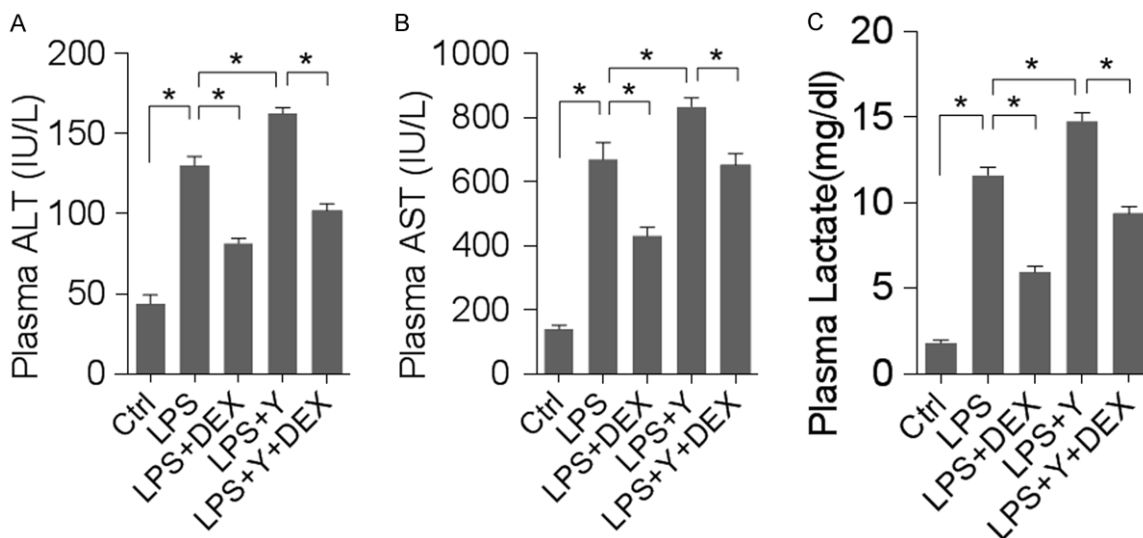 A
Plasma ALT (IU/L)
200
150
100
50
0
* * * *
Ctrl
LPS
LPS+DEX
LPS+Y
LPS+Y+DEX
B
Plasma AST (IU/L)
1000
800
600
400
200
0
* * * *
Ctrl
LPS
LPS+DEX
LPS+Y
LPS+Y+DEX
C
Plasma Lactate(mg/dl)
20
15
10
5
0
* * * *
Ctrl
LPS
LPS+DEX
LPS+Y
LPS+Y+DEX